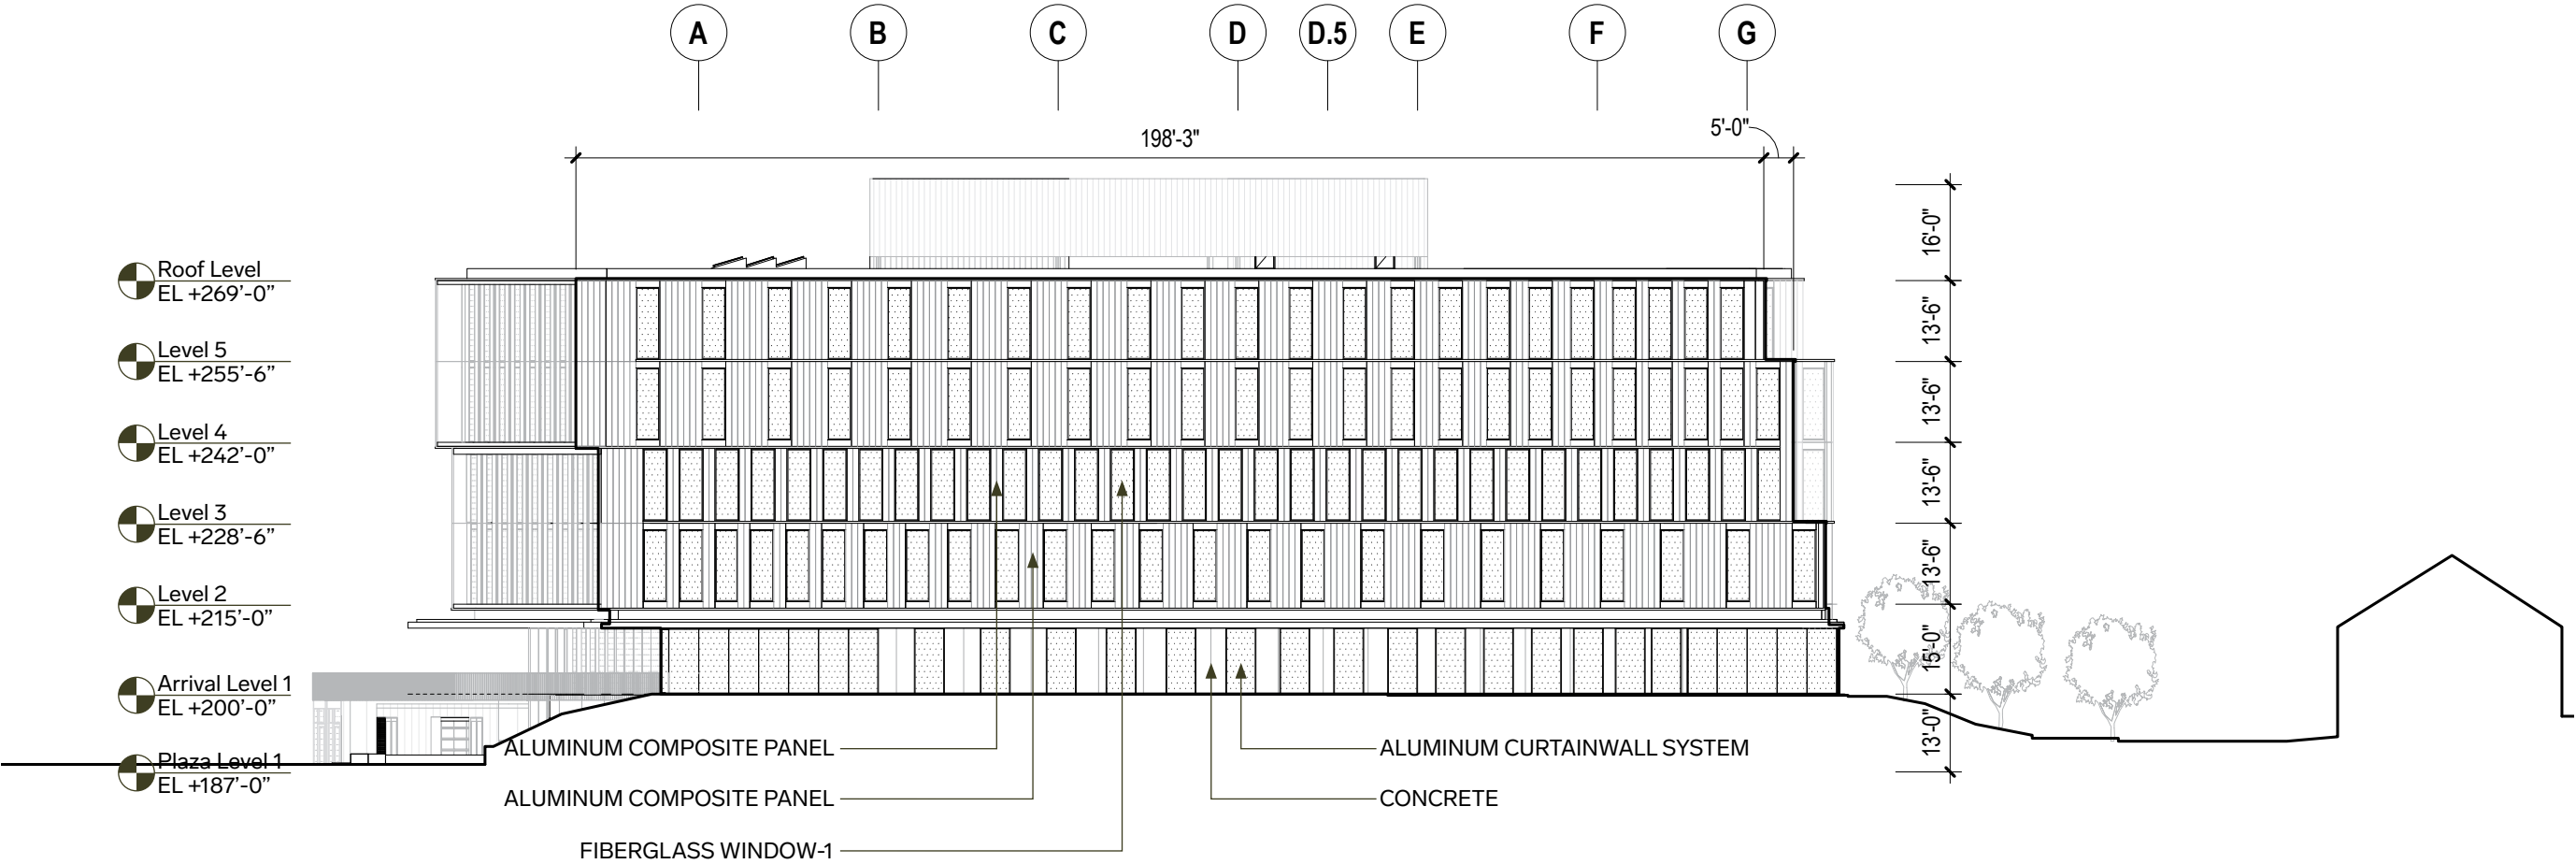 A
B
C
D
D.5
E
F
G
198'-3"
5'-0"
16'-0"
13'-6"
13'-6"
13'-6"
13'-6"
15'-0"
13'-0"
Roof Level
EL +269’-0”
Level 5
EL +255’-6”
Level 4
EL +242’-0”
Level 3
EL +228’-6”
Level 2
EL +215’-0”
Arrival Level 1
EL +200’-0”
Plaza Level 1
EL +187’-0”
ALUMINUM COMPOSITE PANEL
ALUMINUM COMPOSITE PANEL
FIBERGLASS WINDOW-1
ALUMINUM CURTAINWALL SYSTEM
CONCRETE